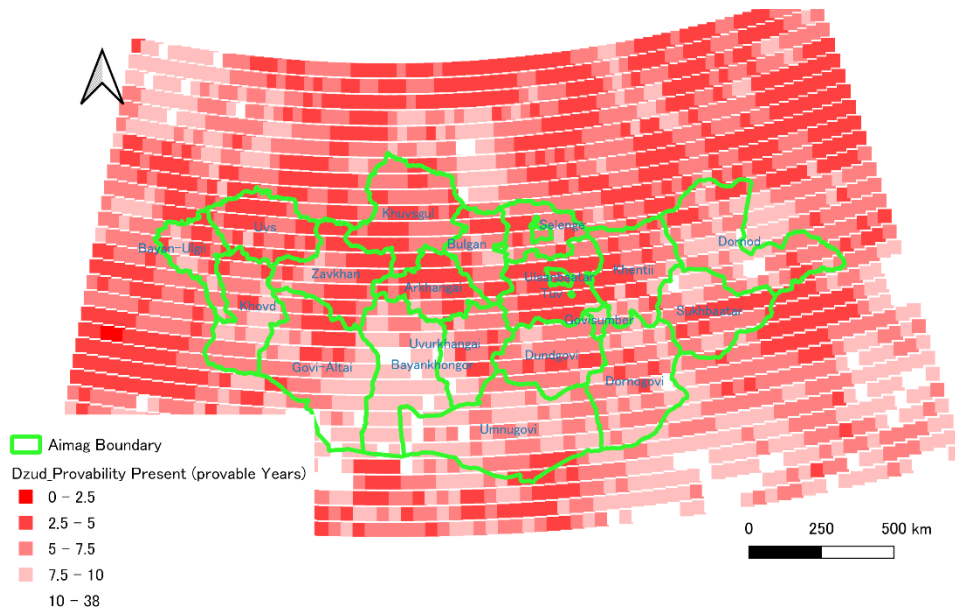 Khuvsgul
Uvs
Selenge
Bayan-Ulgii
Bulgan
Dornod
Zavkhan
Khentii
Ulaanbaatar
Arkhangai
Tuv
Khovd
Sukhbaatar
Govisumber
Uvurkhangai
Dundgovi
Govi-Altai
Bayankhongor
Dornogovi
Umnugovi
Aimag Boundary
Dzud_Provability Present (provable Years)
0 - 2.5
2.5 - 5
5 - 7.5
7.5 - 10
10 - 38
0 250 500 km